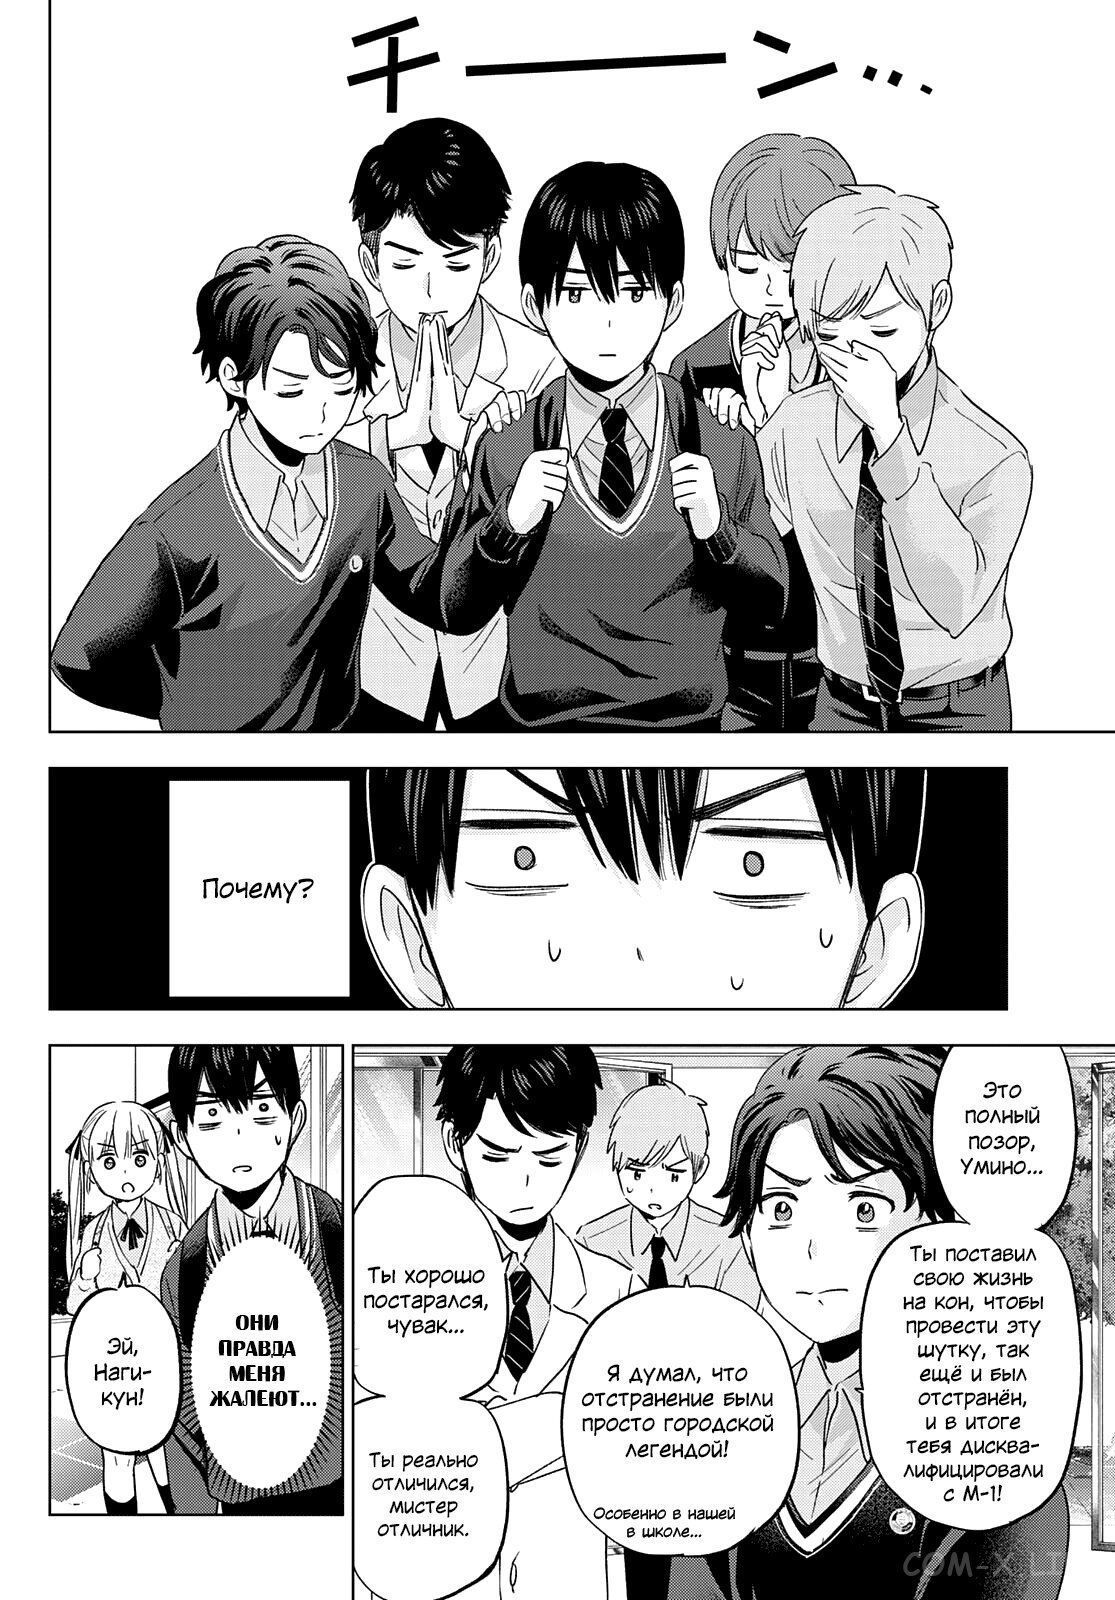 チーン…
Почему?
Это
полный
позор,
Умино...
Ты поставил
свою жизнь
на кон, чтобы
провести эту
шутку, так
ещё и был
отстранён,
и в итоге
тебя дисква-
лифицировали
с М-1!
Я думал, что
отстранение были
просто городской
легендой!
Особенно в нашей
в школе...
Ты хорошо
постарался,
чувак...
Ты реально
отличился,
мистер
отличник.
Они
правда
меня
жалеют...
Эй,
Наги-
кун!
COM-X.LI